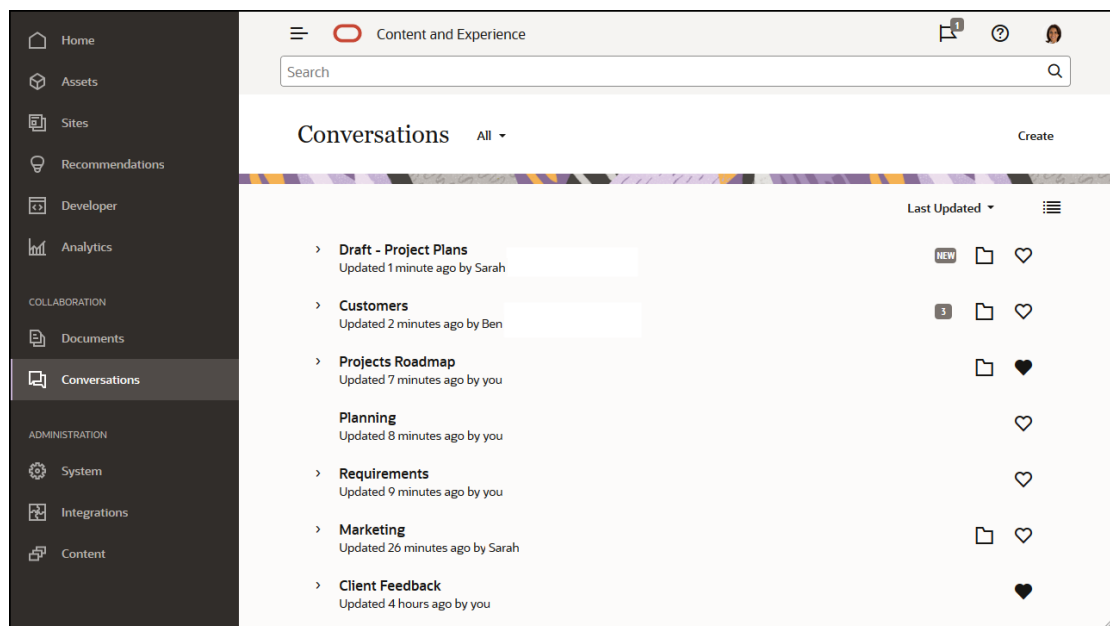 Home
Assets
Sites
Recommendations
Developer
Analytics
COLLABORATION
Documents
Conversations
ADMINISTRATION
System
Integrations
Content
Content and Experience
1
Search
Conversations All
Create
Last Updated
Draft - Project Plans
Updated 1 minute ago by Sarah
NEW
Customers
Updated 2 minutes ago by Ben
3
Projects Roadmap
Updated 7 minutes ago by you
Planning
Updated 8 minutes ago by you
Requirements
Updated 9 minutes ago by you
Marketing
Updated 26 minutes ago by Sarah
Client Feedback
Updated 4 hours ago by you